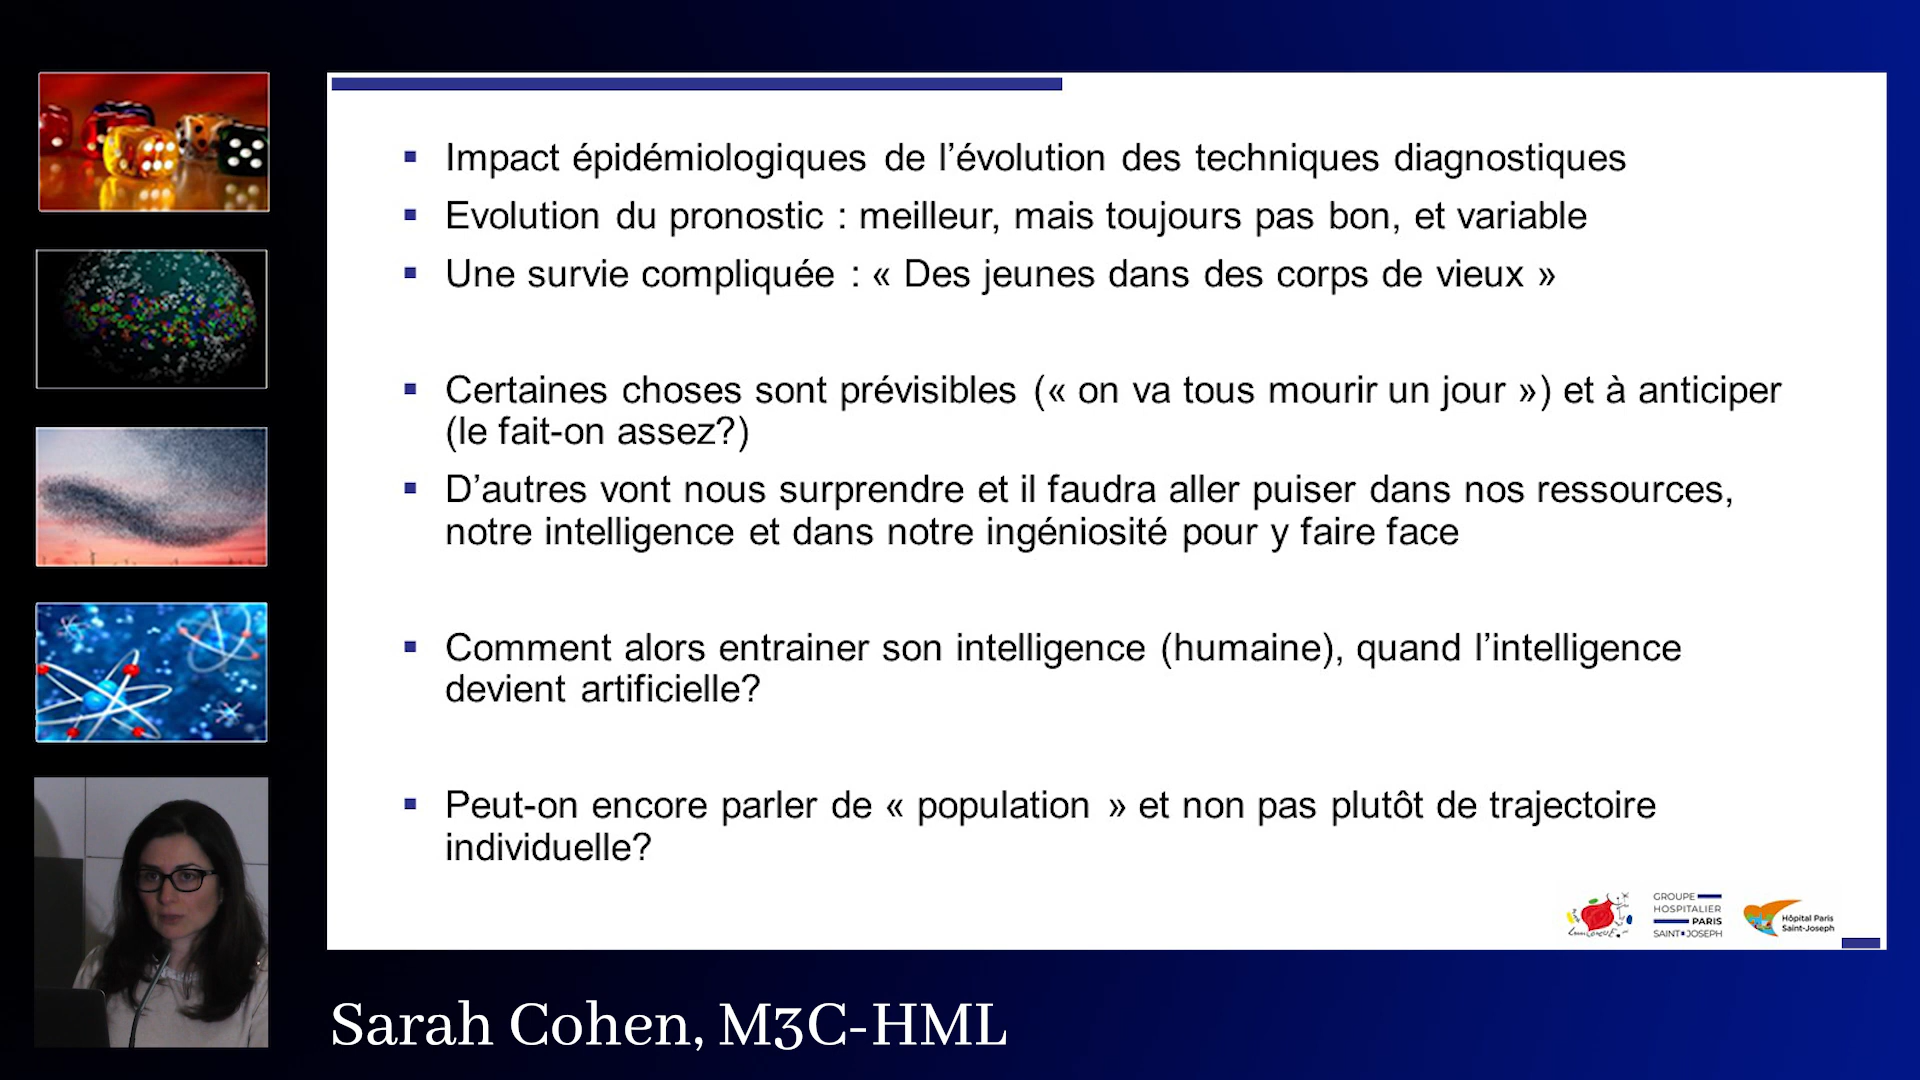 Impact épidémiologiques de l’évolution des techniques diagnostiques
Evolution du pronostic : meilleur, mais toujours pas bon, et variable
Une survie compliquée : « Des jeunes dans des corps de vieux »
Certaines choses sont prévisibles (« on va tous mourir un jour ») et à anticiper
(le fait-on assez?)
D’autres vont nous surprendre et il faudra aller puiser dans nos ressources,
notre intelligence et dans notre ingéniosité pour y faire face
Comment alors entrainer son intelligence (humaine), quand l’intelligence
devient artificielle?
Peut-on encore parler de « population » et non pas plutôt de trajectoire
individuelle?
GROUPE
HOSPITALIER
PARIS
SAINT JOSEPH
Hôpital Paris
Saint-Joseph
Sarah Cohen, M3C-HML